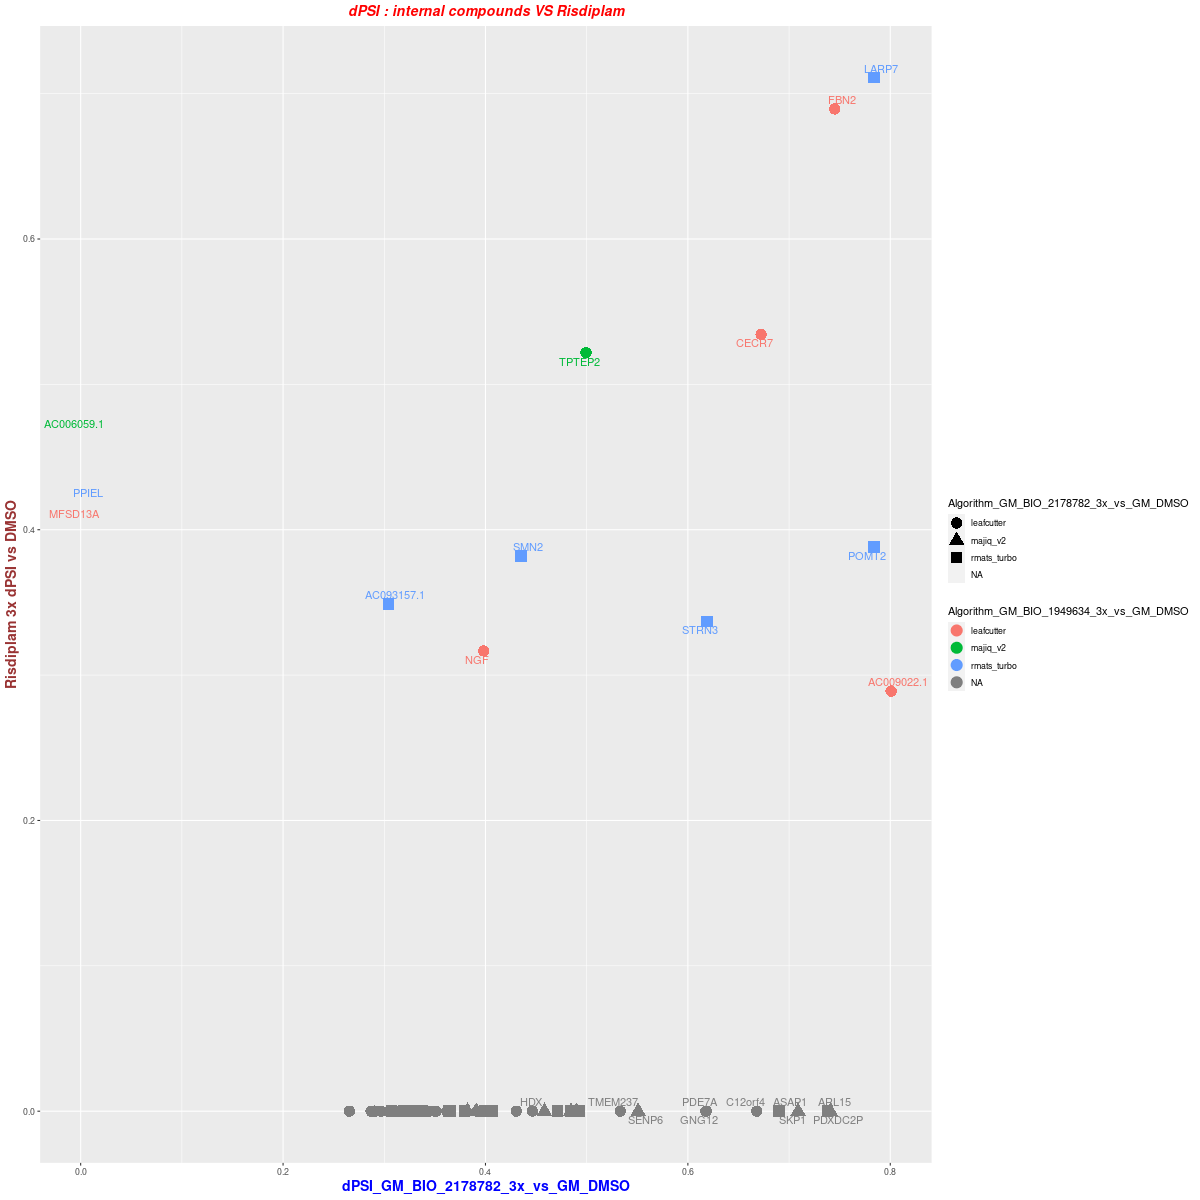 dPSI : internal compounds VS Risdiplam
LARP7
FBN2
0.6
CECR7
TPTEP2
AC006059.1
PPIEL
MFSD13A
0.4
SMN2
POMT2
AC093157.1
STRN3
NGF
AC009022.1
Risdiplam 3x dPSI vs DMSO
Algorithm_GM_BIO_2178782_3x_vs_GM_DMSO
leafcutter
majiq_v2
rmats_turbo
NA
Algorithm_GM_BIO_1949634_3x_vs_GM_DMSO
leafcutter
majiq_v2
rmats_turbo
NA
0.2
HDX
TMEM237
PDE7A
C12orf4
ASAP1
ARL15
0.0
SENP6
GNG12
SKP1
PDXDC2P
0.0
0.2
0.4
0.6
0.8
dPSI_GM_BIO_2178782_3x_vs_GM_DMSO